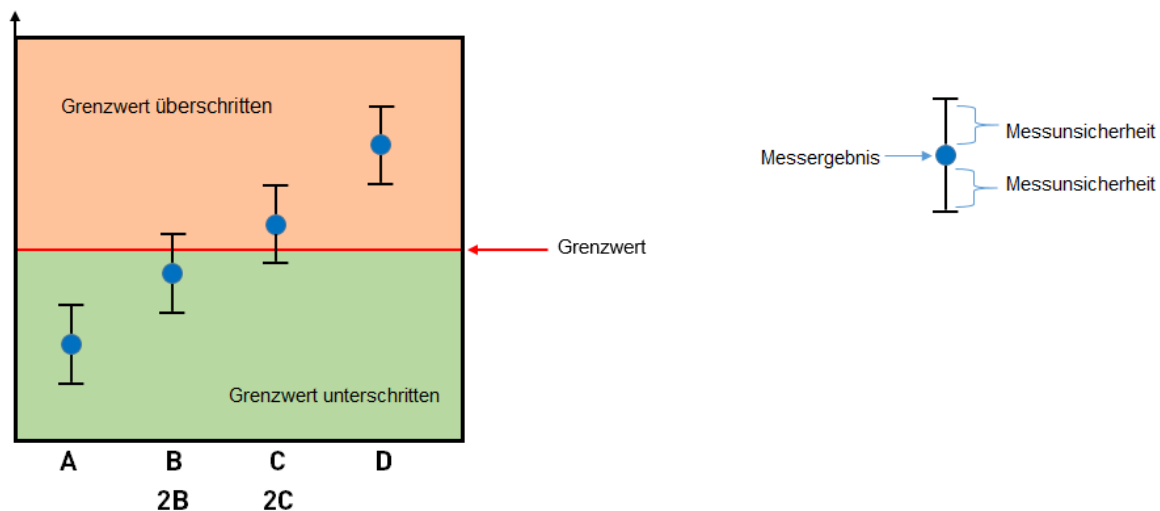 Grenzwert überschritten
Messergebnis
Messunsicherheit
Messunsicherheit
Grenzwert
Grenzwert unterschritten
A B C D
2B 2C